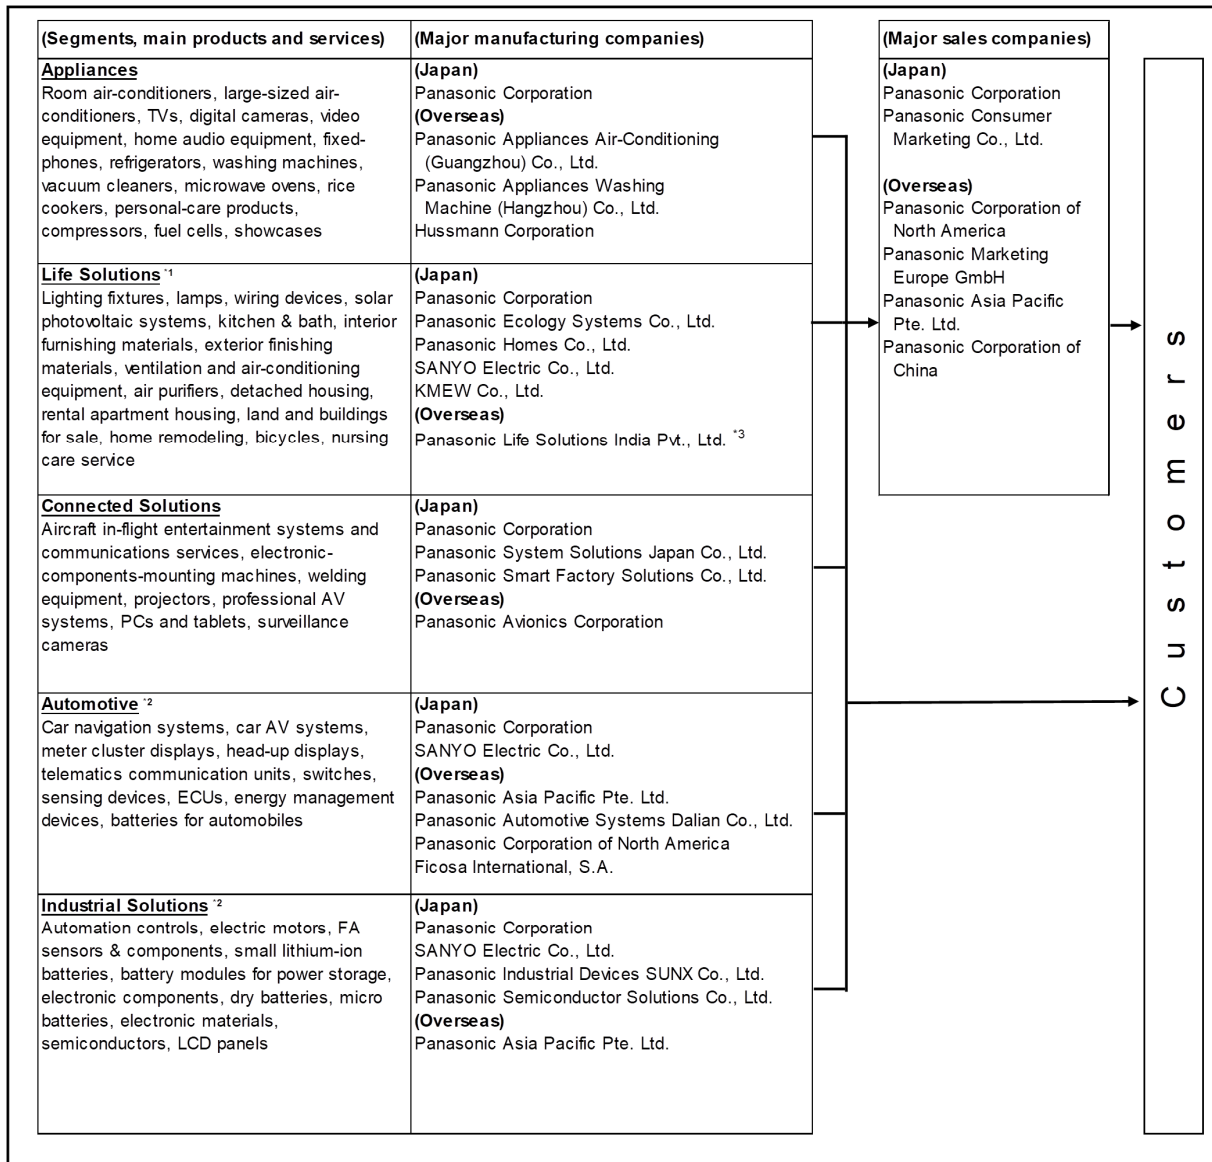 (Segments, main products and services)
(Major manufacturing companies)
(Major sales companies)
Appliances
Room air-conditioners, large-sized air-
conditioners, TVs, digital cameras, video
equipment, home audio equipment, fixed-
phones, refrigerators, washing machines,
vacuum cleaners, microwave ovens, rice
cookers, personal-care products,
compressors, fuel cells, showcases
(Japan)
Panasonic Corporation
(Overseas)
Panasonic Appliances Air-Conditioning
(Guangzhou) Co., Ltd.
Panasonic Appliances Washing
Machine (Hangzhou) Co., Ltd.
Hussmann Corporation
Life Solutions *1
Lighting fixtures, lamps, wiring devices, solar
photovoltaic systems, kitchen & bath, interior
furnishing materials, exterior finishing
materials, ventilation and air-conditioning
equipment, air purifiers, detached housing,
rental apartment housing, land and buildings
for sale, home remodeling, bicycles, nursing
care service
(Japan)
Panasonic Corporation
Panasonic Ecology Systems Co., Ltd.
Panasonic Homes Co., Ltd.
SANYO Electric Co., Ltd.
KMEW Co., Ltd.
(Overseas)
Panasonic Life Solutions India Pvt., Ltd. *3
Connected Solutions
Aircraft in-flight entertainment systems and
communications services, electronic-
components-mounting machines, welding
equipment, projectors, professional AV
systems, PCs and tablets, surveillance
cameras
(Japan)
Panasonic Corporation
Panasonic System Solutions Japan Co., Ltd.
Panasonic Smart Factory Solutions Co., Ltd.
(Overseas)
Panasonic Avionics Corporation
Automotive *2
Car navigation systems, car AV systems,
meter cluster displays, head-up displays,
telematics communication units, switches,
sensing devices, ECUs, energy management
devices, batteries for automobiles
(Japan)
Panasonic Corporation
SANYO Electric Co., Ltd.
(Overseas)
Panasonic Asia Pacific Pte. Ltd.
Panasonic Automotive Systems Dalian Co., Ltd.
Panasonic Corporation of North America
Ficosa International, S.A.
Industrial Solutions *2
Automation controls, electric motors, FA
sensors & components, small lithium-ion
batteries, battery modules for power storage,
electronic components, dry batteries, micro
batteries, electronic materials,
semiconductors, LCD panels
(Japan)
Panasonic Corporation
SANYO Electric Co., Ltd.
Panasonic Industrial Devices SUNX Co., Ltd.
Panasonic Semiconductor Solutions Co., Ltd.
(Overseas)
Panasonic Asia Pacific Pte. Ltd.
(Japan)
Panasonic Corporation
Panasonic Consumer
Marketing Co., Ltd.
(Overseas)
Panasonic Corporation of
North America
Panasonic Marketing
Europe GmbH
Panasonic Asia Pacific
Pte. Ltd.
Panasonic Corporation of
China
Customers